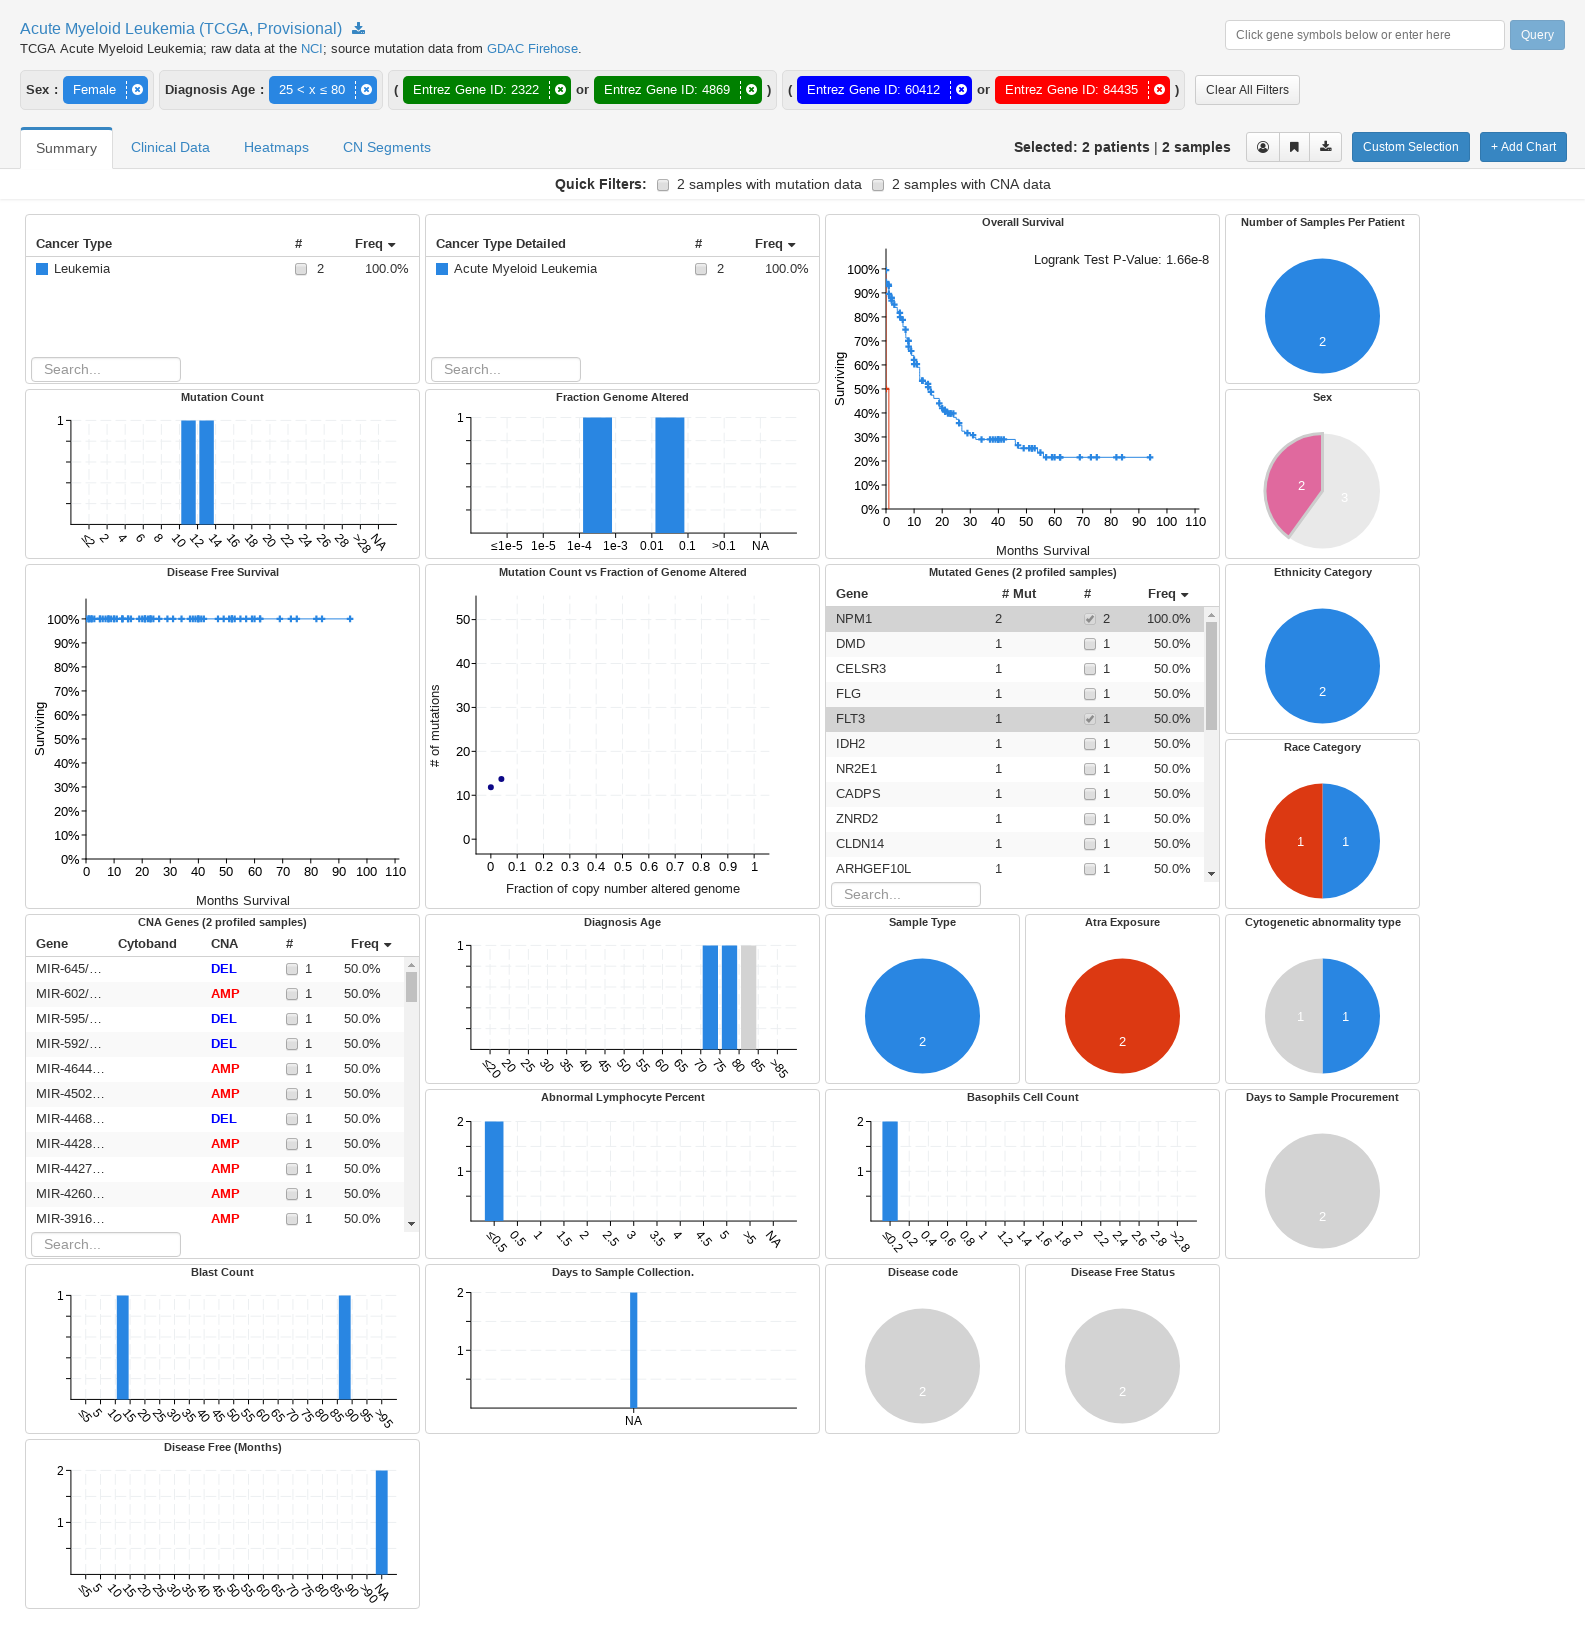 Acute Myeloid Leukemia (TCGA, Provisional)
TCGA Acute Myeloid Leukemia; raw data at the NCI; source mutation data from GDAC Firehose.
Click gene symbols below or enter here
Query
Sex : Female
Diagnosis Age : 25 < x ≤ 80
( Entrez Gene ID: 2322 or Entrez Gene ID: 4869 )
( Entrez Gene ID: 60412 or Entrez Gene ID: 84435 )
Clear All Filters
Summary
Clinical Data
Heatmaps
CN Segments
Selected: 2 patients | 2 samples
Custom Selection
+ Add Chart
Quick Filters: 2 samples with mutation data 2 samples with CNA data
Cancer Type # Freq
Leukemia 2 100.0%
Search...
Cancer Type Detailed # Freq
Acute Myeloid Leukemia 2 100.0%
Search...
Overall Survival
Logrank Test P-Value: 1.66e-8
100%
90%
80%
70%
60%
50%
40%
30%
20%
10%
0%
Surviving
0 10 20 30 40 50 60 70 80 90 100 110
Months Survival
Number of Samples Per Patient
2
Mutation Count
1
≤2 2 4 6 8 10 12 14 16 18 20 22 24 26 28 >28 NA
Fraction Genome Altered
1
≤1e-5 1e-5 1e-4 1e-3 0.01 0.1 >0.1 NA
Sex
2 3
Disease Free Survival
100%
90%
80%
70%
60%
50%
40%
30%
20%
10%
0%
Surviving
0 10 20 30 40 50 60 70 80 90 100 110
Months Survival
Mutation Count vs Fraction of Genome Altered
50
40
30
20
10
0
# of mutations
0 0.1 0.2 0.3 0.4 0.5 0.6 0.7 0.8 0.9 1
Fraction of copy number altered genome
Mutated Genes (2 profiled samples)
Gene # Mut # Freq
NPM1 2 2 100.0%
DMD 1 1 50.0%
CELSR3 1 1 50.0%
FLG 1 1 50.0%
FLT3 1 1 50.0%
IDH2 1 1 50.0%
NR2E1 1 1 50.0%
CADPS 1 1 50.0%
ZNRD2 1 1 50.0%
CLDN14 1 1 50.0%
ARHGEF10L 1 1 50.0%
Search...
Ethnicity Category
2
Race Category
1 1
CNA Genes (2 profiled samples)
Gene Cytoband CNA # Freq
MIR-645/… DEL 1 50.0%
MIR-602/… AMP 1 50.0%
MIR-595/… DEL 1 50.0%
MIR-592/… DEL 1 50.0%
MIR-4644… AMP 1 50.0%
MIR-4502… AMP 1 50.0%
MIR-4468… DEL 1 50.0%
MIR-4428… AMP 1 50.0%
MIR-4427… AMP 1 50.0%
MIR-4260… AMP 1 50.0%
MIR-3916… AMP 1 50.0%
Search...
Diagnosis Age
1
≤20 20 25 30 35 40 45 50 55 60 65 70 75 80 85 >85
Sample Type
2
Atra Exposure
2
Cytogenetic abnormality type
1 1
Abnormal Lymphocyte Percent
2
1
≤0.5 0.5 1 1.5 2 2.5 3 3.5 4 4.5 5 >5 NA
Basophils Cell Count
2
1
≤0.2 0.2 0.4 0.6 0.8 1 1.2 1.4 1.6 1.8 2 2.2 2.4 2.6 2.8 >2.8
Days to Sample Procurement
2
Blast Count
1
≤5 5 10 15 20 25 30 35 40 45 50 55 60 65 70 75 80 85 90 95 >95
Days to Sample Collection.
2
1
NA
Disease code
2
Disease Free Status
2
Disease Free (Months)
2
1
≤5 5 10 15 20 25 30 35 40 45 50 55 60 65 70 75 80 85 90 >90 NA